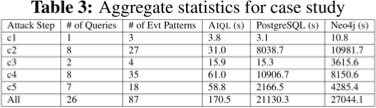 Table 3: Aggregate statistics for case study
Attack Step # of Queries # of Evt Patterns AIQL (s) PostgreSQL (s) Neo4j (s)
c1 1 3 3.8 3.1 10.8
c2 8 27 31.0 8038.7 10981.7
c3 2 4 15.9 15.3 3615.6
c4 8 35 61.0 10906.7 8150.6
c5 7 18 58.8 2166.5 4285.4
All 26 87 170.5 21130.3 27044.1